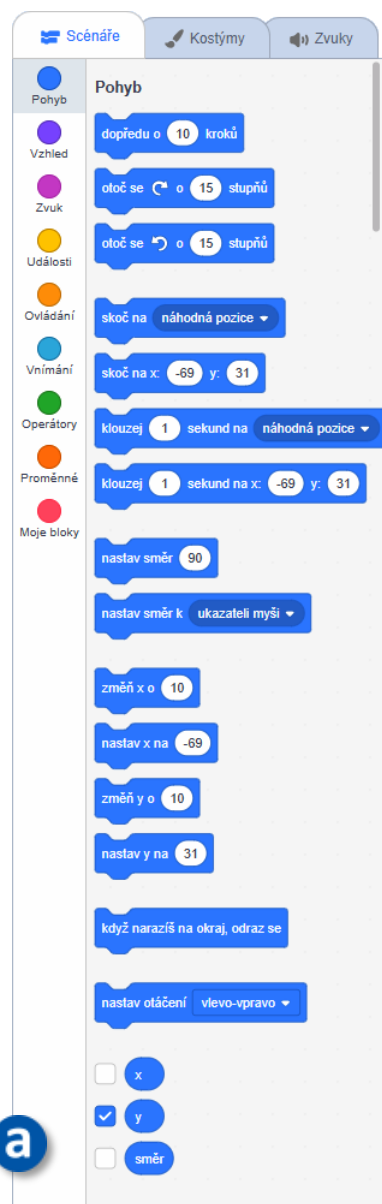 Scénáře Kostýmy Zvuky
Pohyb
Vzhled
Zvuk
Události
Ovládání
Vnímání
Operátory
Proměnné
Moje bloky
Pohyb
dopředu o 10 kroků
otoč se o 15 stupňů
otoč se o 15 stupňů
skoč na náhodná pozice
skoč na x: -69 y: 31
klouzej 1 sekund na náhodná pozice
klouzej 1 sekund na x: -69 y: 31
nastav směr 90
nastav směr k ukazateli myši
změň x o 10
nastav x na -69
změň y o 10
nastav y na 31
když narazíš na okraj, odraz se
nastav otáčení vlevo-vpravo
x
y
směr
a